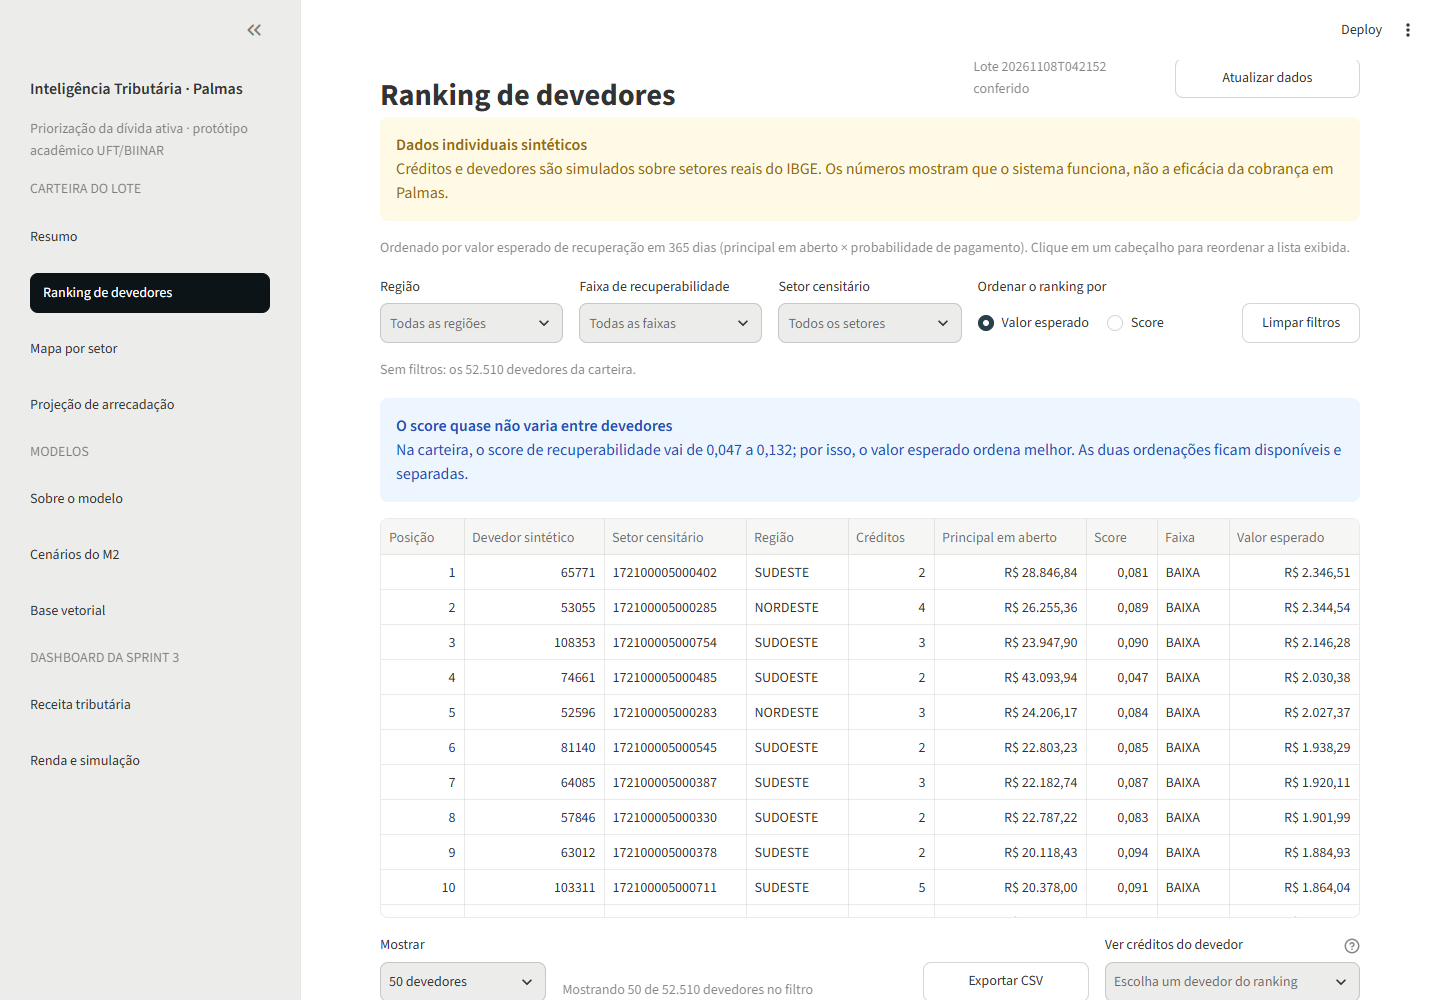 Deploy
Inteligência Tributária · Palmas
Priorização da dívida ativa · protótipo
acadêmico UFT/BIINAR
CARTEIRA DO LOTE
Resumo
Ranking de devedores
Mapa por setor
Projeção de arrecadação
MODELOS
Sobre o modelo
Cenários do M2
Base vetorial
DASHBOARD DA SPRINT 3
Receita tributária
Renda e simulação
Ranking de devedores
Lote 20261108T042152
conferido
Atualizar dados
Dados individuais sintéticos
Créditos e devedores são simulados sobre setores reais do IBGE. Os números mostram que o sistema funciona, não a eficácia da cobrança em
Palmas.
Ordenado por valor esperado de recuperação em 365 dias (principal em aberto × probabilidade de pagamento). Clique em um cabeçalho para reordenar a lista exibida.
Região Faixa de recuperabilidade Setor censitário Ordenar o ranking por
Todas as regiões Todas as faixas Todos os setores Valor esperado Score Limpar filtros
Sem filtros: os 52.510 devedores da carteira.
O score quase não varia entre devedores
Na carteira, o score de recuperabilidade vai de 0,047 a 0,132; por isso, o valor esperado ordena melhor. As duas ordenações ficam disponíveis e
separadas.
Posição Devedor sintético Setor censitário Região Créditos Principal em aberto Score Faixa Valor esperado
1 65771 172100005000402 SUDESTE 2 R$ 28.846,84 0,081 BAIXA R$ 2.346,51
2 53055 172100005000285 NORDESTE 4 R$ 26.255,36 0,089 BAIXA R$ 2.344,54
3 108353 172100005000754 SUDOESTE 3 R$ 23.947,90 0,090 BAIXA R$ 2.146,28
4 74661 172100005000485 SUDOESTE 2 R$ 43.093,94 0,047 BAIXA R$ 2.030,38
5 52596 172100005000283 NORDESTE 3 R$ 24.206,17 0,084 BAIXA R$ 2.027,37
6 81140 172100005000545 SUDOESTE 2 R$ 22.803,23 0,085 BAIXA R$ 1.938,29
7 64085 172100005000387 SUDESTE 3 R$ 22.182,74 0,087 BAIXA R$ 1.920,11
8 57846 172100005000330 SUDOESTE 2 R$ 22.787,22 0,083 BAIXA R$ 1.901,99
9 63012 172100005000378 SUDESTE 2 R$ 20.118,43 0,094 BAIXA R$ 1.884,93
10 103311 172100005000711 SUDESTE 5 R$ 20.378,00 0,091 BAIXA R$ 1.864,04
Mostrar Ver créditos do devedor
50 devedores Mostrando 50 de 52.510 devedores no filtro Exportar CSV Escolha um devedor do ranking